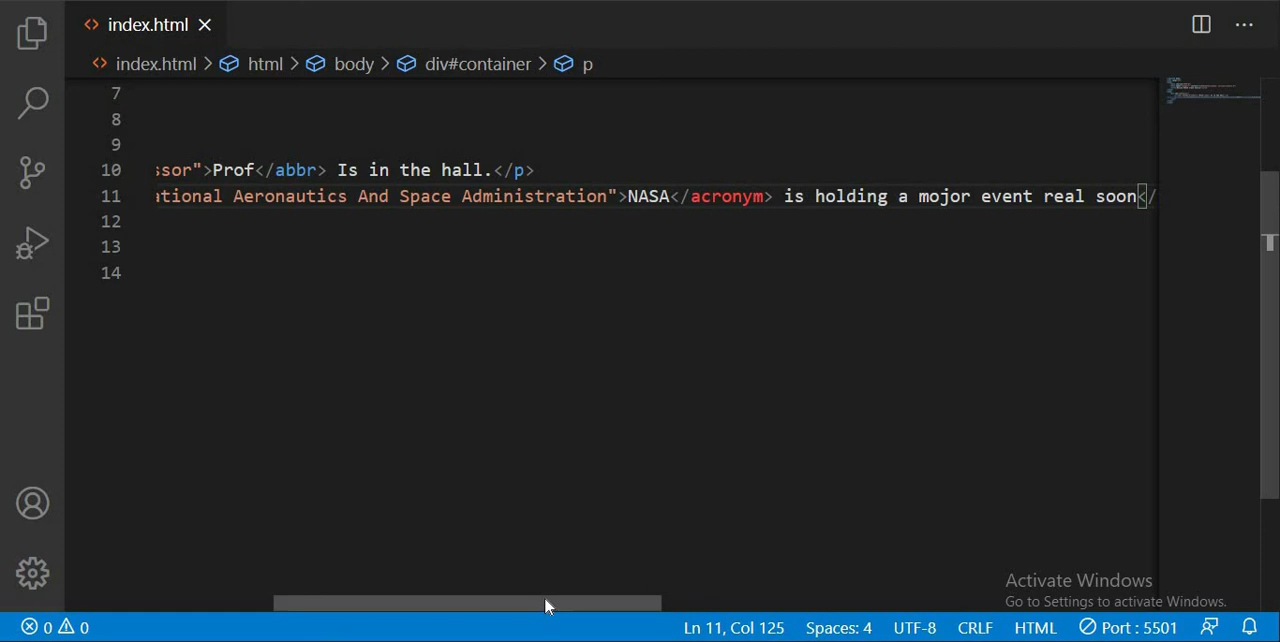 index.html
index.html > html > body > div#container > p
7
8
9
10 ssor">Prof</abbr> Is in the hall.</p>
11 ational Aeronautics And Space Administration">NASA</acronym> is holding a mojor event real soon</
12
13
14
Activate Windows
Go to Settings to activate Windows.
0 0 Ln 11, Col 125 Spaces: 4 UTF-8 CRLF HTML Port : 5501